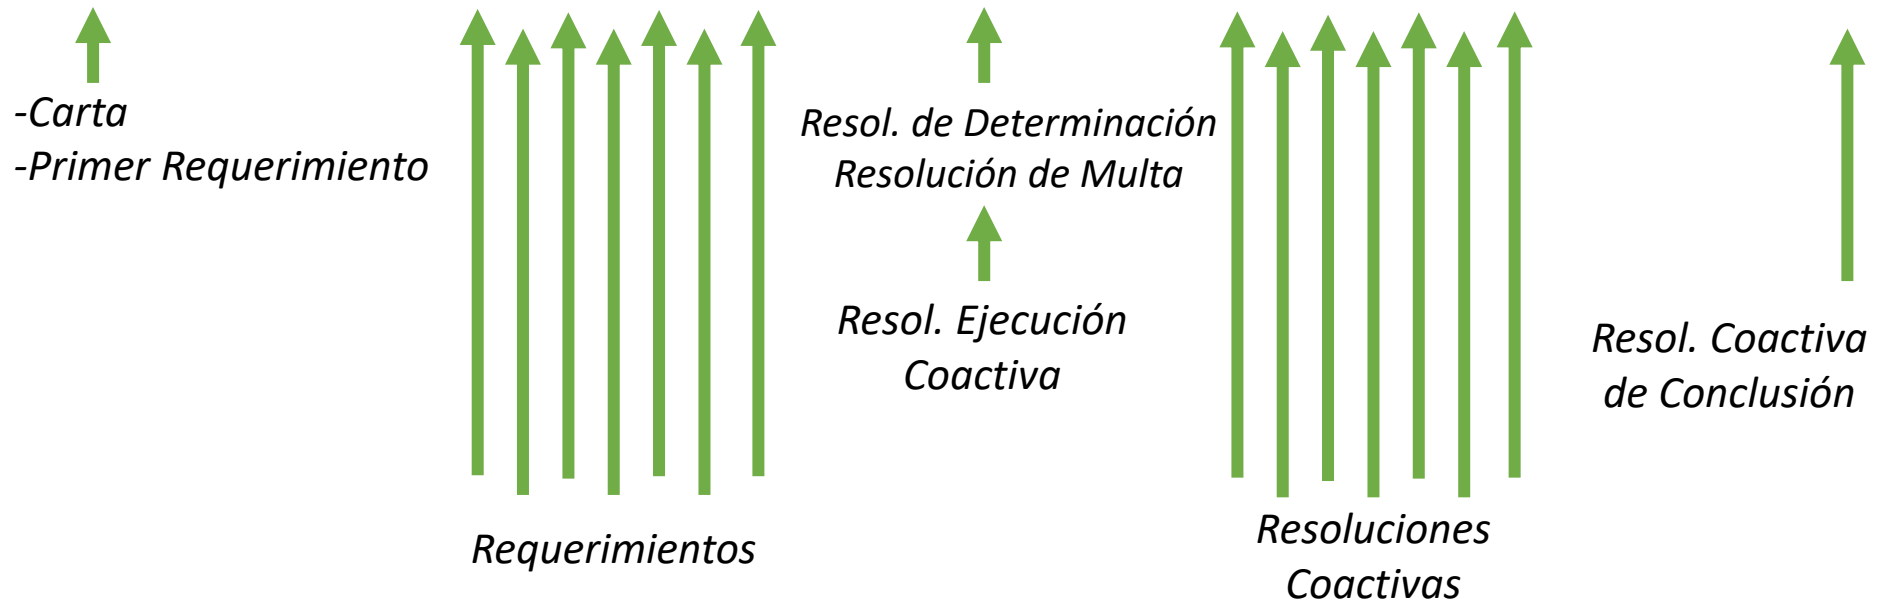 -Carta
-Primer Requerimiento
Requerimientos
Resol. de Determinación
Resolución de Multa
Resol. Ejecución
Coactiva
Resoluciones
Coactivas
Resol. Coactiva
de Conclusión